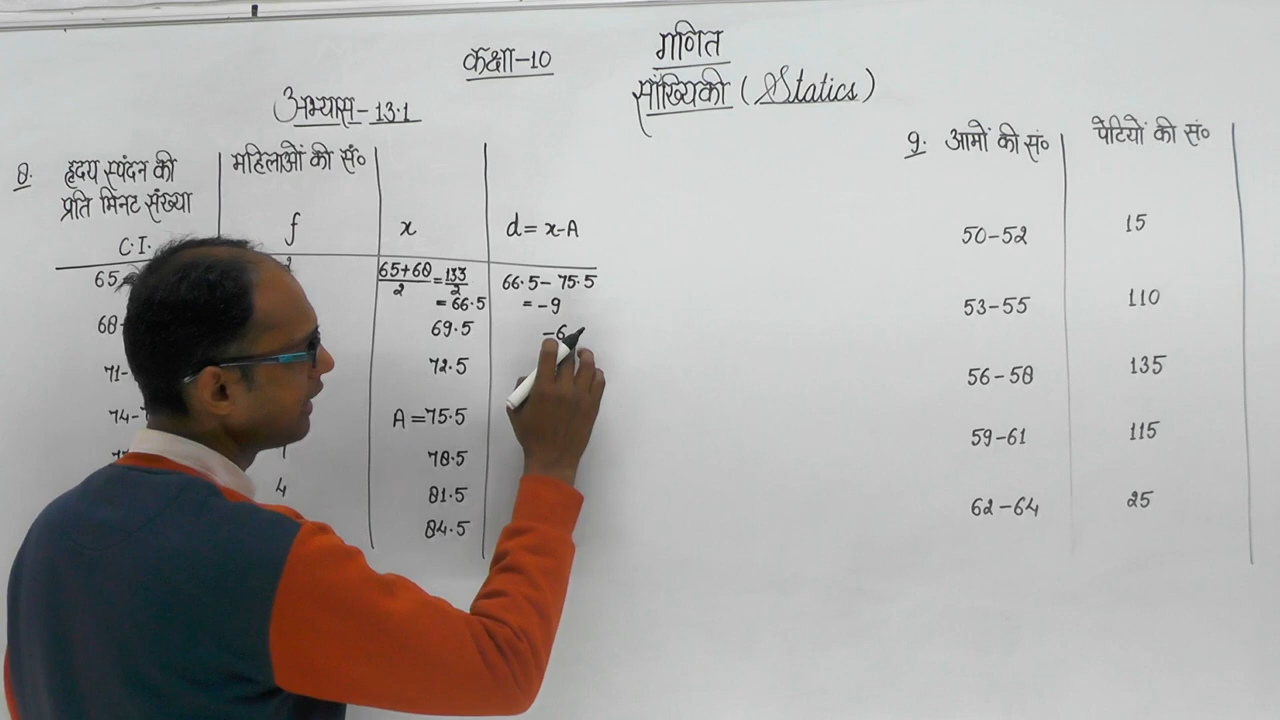 कक्षा-10
गणित
सांख्यिकी (Statics)
अभ्यास-13.1
8. हृदय स्पंदन की प्रति मिनट संख्या
C.I.
65
68-
71-
74-
महिलाओं की सं०
f
2
4
x
65+68/2 = 133/2
= 66.5
69.5
72.5
A = 75.5
78.5
81.5
84.5
d = x-A
66.5 - 75.5
= -9
-6
9. आमों की सं० पेटियों की सं०
50-52 15
53-55 110
56-58 135
59-61 115
62-64 25